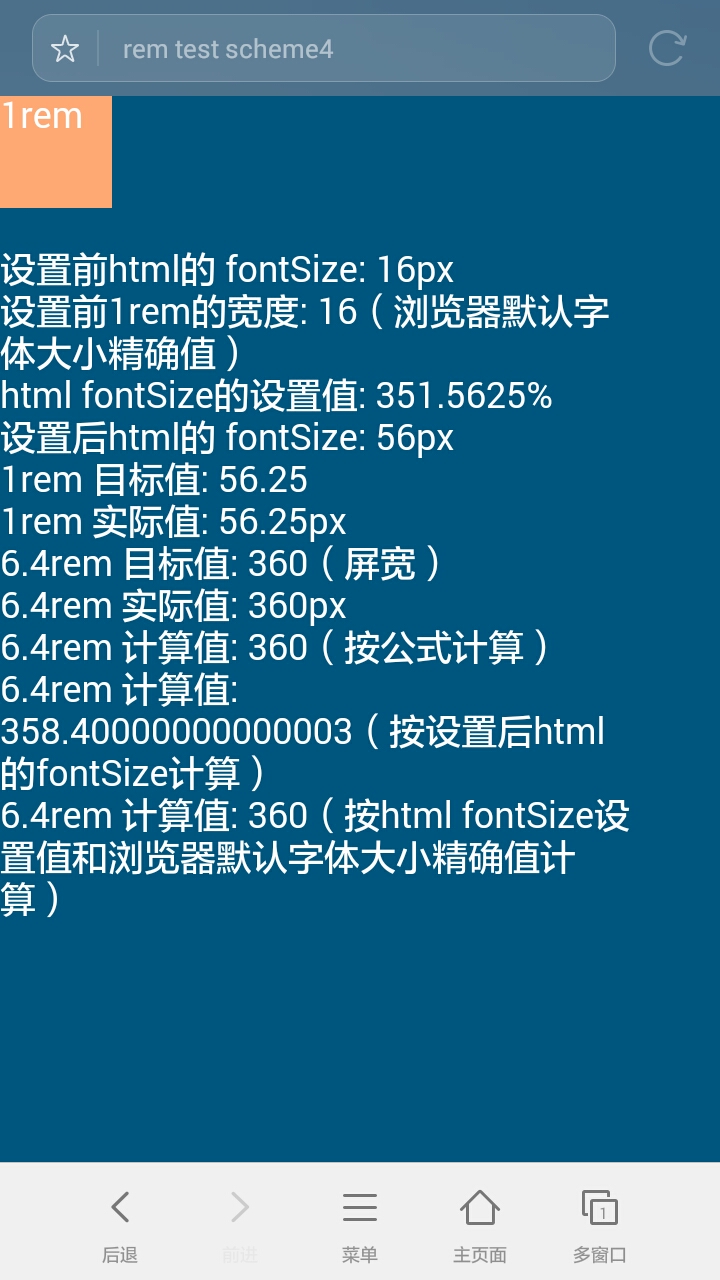 rem test scheme4
1rem
设置前html的 fontSize: 16px
设置前1rem的宽度: 16（浏览器默认字
体大小精确值）
html fontSize的设置值: 351.5625%
设置后html的 fontSize: 56px
1rem 目标值: 56.25
1rem 实际值: 56.25px
6.4rem 目标值: 360（屏宽）
6.4rem 实际值: 360px
6.4rem 计算值: 360（按公式计算）
6.4rem 计算值:
358.40000000000003（按设置后html
的fontSize计算）
6.4rem 计算值: 360（按html fontSize设
置值和浏览器默认字体大小精确值计
算）
1
后退 前进 菜单 主页面 多窗口